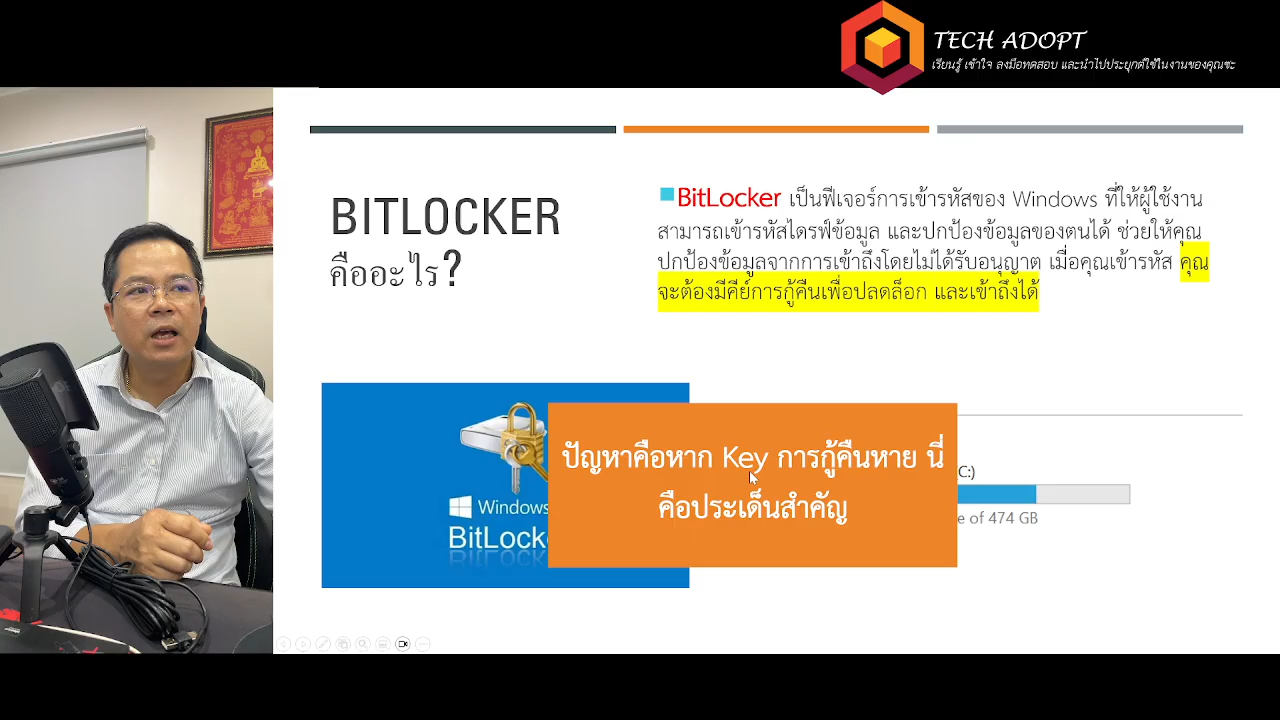 TECH ADOPT
เรียนรู้ เข้าใจ ลงมือทดสอบ และนำไปประยุกต์ใช้ในงานของคุณซะ
BITLOCKER
คืออะไร?
BitLocker เป็นฟีเจอร์การเข้ารหัสของ Windows ที่ให้ผู้ใช้งาน
สามารถเข้ารหัสไดรฟ์ข้อมูล และปกป้องข้อมูลของตนได้ ช่วยให้คุณ
ปกป้องข้อมูลจากการเข้าถึงโดยไม่ได้รับอนุญาต เมื่อคุณเข้ารหัส คุณ
จะต้องมีคีย์การกู้คืนเพื่อปลดล็อก และเข้าถึงได้
Windows
BitLock
ปัญหาคือหาก Key การกู้คืนหาย นี่
คือประเด็นสำคัญ
C:)
e of 474 GB